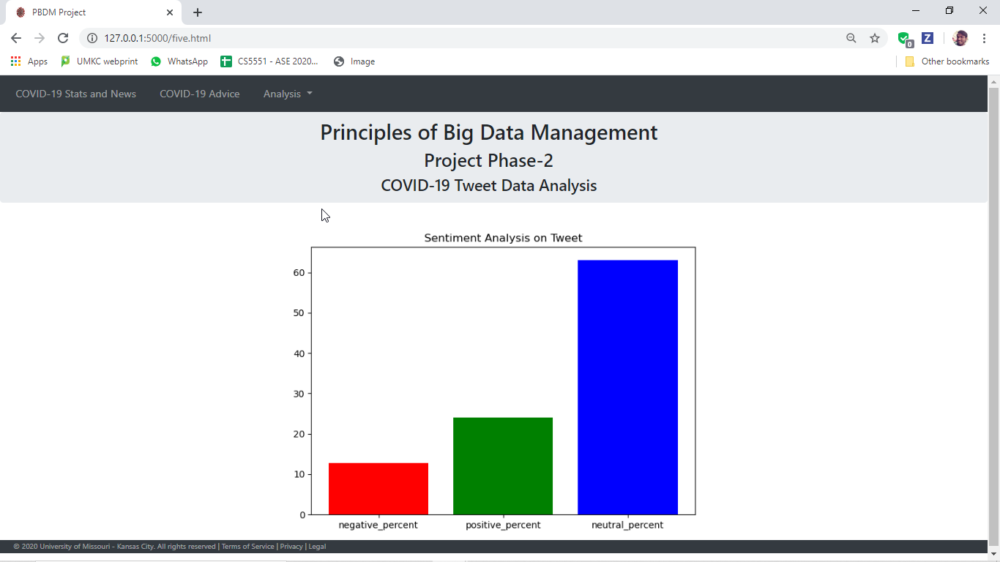 PBDM Project
127.0.0.1:5000/five.html
0
Z
Apps UMKC webprint WhatsApp CS5551 - ASE 2020... Image Other bookmarks
COVID-19 Stats and News COVID-19 Advice Analysis
Principles of Big Data Management
Project Phase-2
COVID-19 Tweet Data Analysis
Sentiment Analysis on Tweet
60
50
40
30
20
10
0
negative_percent positive_percent neutral_percent
© 2020 University of Missouri - Kansas City. All rights reserved | Terms of Service | Privacy | Legal